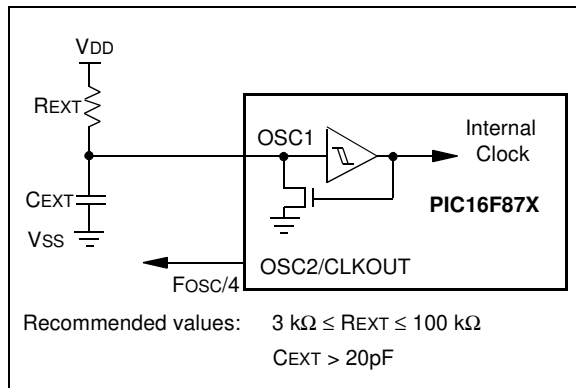 VDD
REXT
OSC1
Internal
Clock
CEXT
PIC16F87X
VSS
OSC2/CLKOUT
FOSC/4
Recommended values: 3 kΩ ≤ REXT ≤ 100 kΩ
CEXT > 20pF